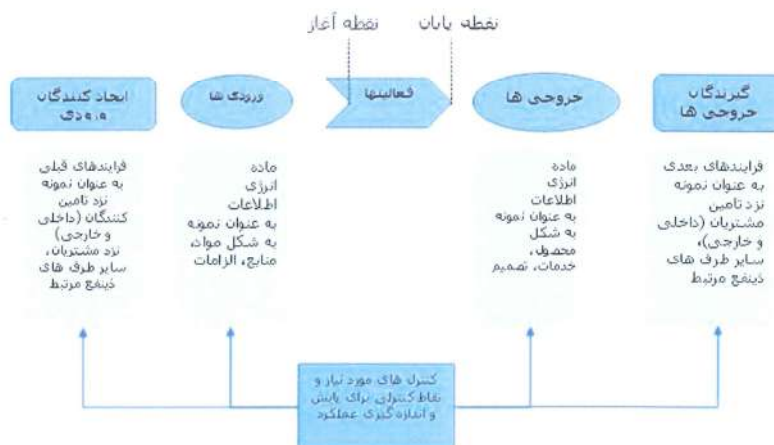 نقطه آغاز
نقطه پایان
ایجاد کنندگان
ورودی
ورودی ها
فعالیتها
خروجی ها
گیرندگان
خروجی ها
فرایندهای قبلی
به عنوان نمونه
نزد تامین
کنندگان (داخلی
و خارجی)
نزد مشتریان،
سایر طرف های
ذینفع مرتبط
ماده
انرژی
اطلاعات
به عنوان نمونه
به شکل مواد،
منابع، الزامات
ماده
انرژی
اطلاعات
به عنوان نمونه
به شکل
محصول،
خدمات، تصمیم
فرایندهای بعدی
به عنوان نمونه
نزد تامین
مشتریان (داخلی
و خارجی)،
سایر طرف های
ذینفع مرتبط
کنترل های مورد نیاز و
نقاط کنترلی برای پایش
و اندازه گیری عملکرد